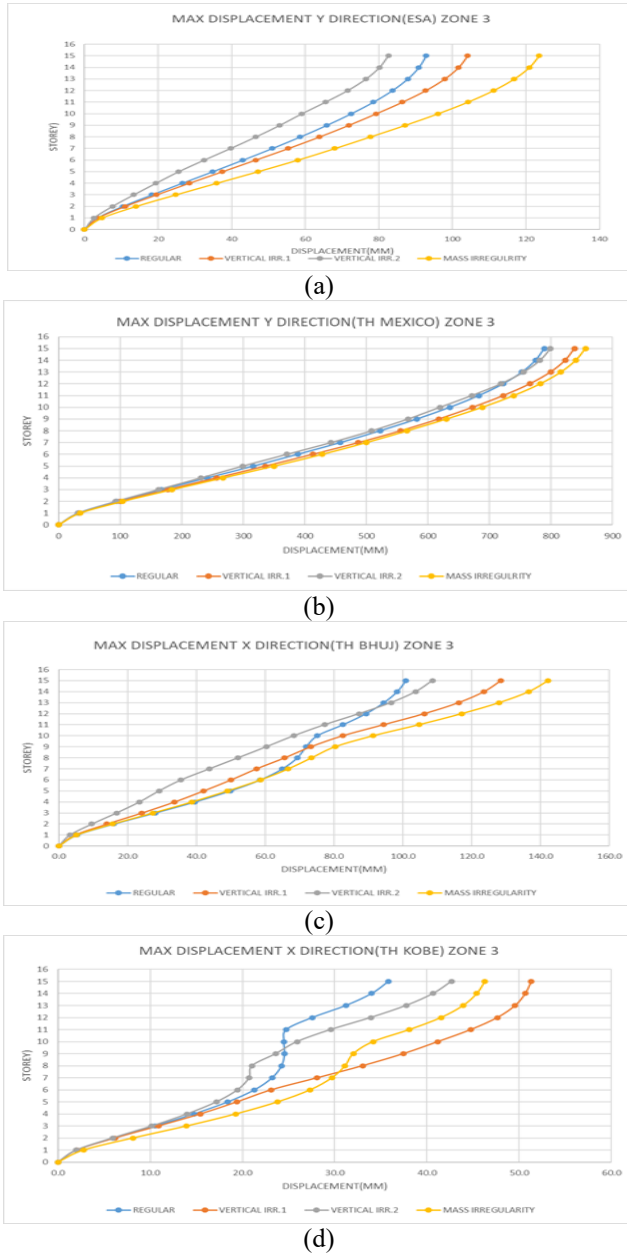 MAX DISPLACEMENT Y DIRECTION(ESA) ZONE 3
16
15
14
13
12
11
10
9
8
7
6
5
4
3
2
1
0
STOREY)
0 20 40 60 80 100 120 140
DISPLACEMENT(MM)
REGULAR VERTICAL IRR.1 VERTICAL IRR.2 MASS IRREGULRITY
(a)
MAX DISPLACEMENT Y DIRECTION(TH MEXICO) ZONE 3
16
15
14
13
12
11
10
9
8
7
6
5
4
3
2
1
0
STOREY
0 100 200 300 400 500 600 700 800 900
DISPLACEMENT(MM)
REGULAR VERTICAL IRR.1 VERTICAL IRR.2 MASS IRREGULRITY
(b)
MAX DISPLACEMENT X DIRECTION(TH BHUJ) ZONE 3
16
15
14
13
12
11
10
9
8
7
6
5
4
3
2
1
0
STOREY)
0.0 20.0 40.0 60.0 80.0 100.0 120.0 140.0 160.0
DISPLACEMENT(MM)
REGULAR VERTICAL IRR.1 VERTICAL IRR.2 MASS IRREGULARITY
(c)
MAX DISPLACEMENT X DIRECTION(TH KOBE) ZONE 3
16
15
14
13
12
11
10
9
8
7
6
5
4
3
2
1
0
STOREY)
0.0 10.0 20.0 30.0 40.0 50.0 60.0
DISPLACEMENT(MM)
REGULAR VERTICAL IRR.1 VERTICAL IRR.2 MASS IRREGULARITY
(d)